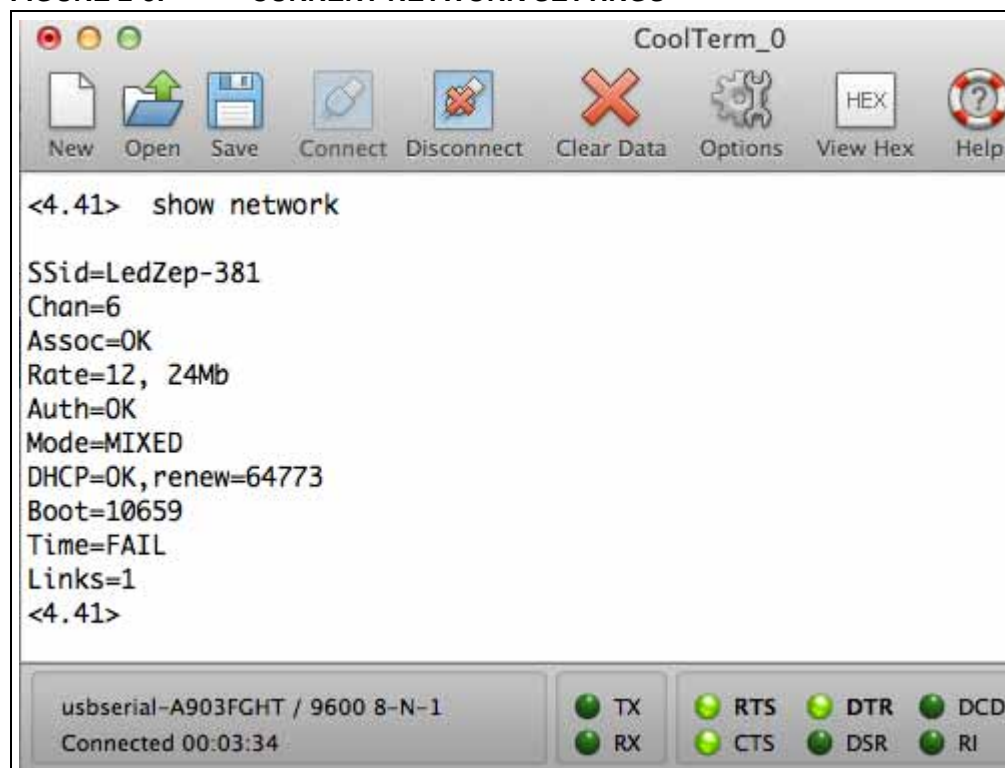 CoolTerm_0
New Open Save Connect Disconnect Clear Data Options HEX View Hex Help
<4.41> show network
SSid=LedZep-381
Chan=6
Assoc=OK
Rate=12, 24Mb
Auth=OK
Mode=MIXED
DHCP=OK,renew=64773
Boot=10659
Time=FAIL
Links=1
<4.41>
usbserial-A903FGHT / 9600 8-N-1
Connected 00:03:34
TX RTS DTR DCD
RX CTS DSR RI